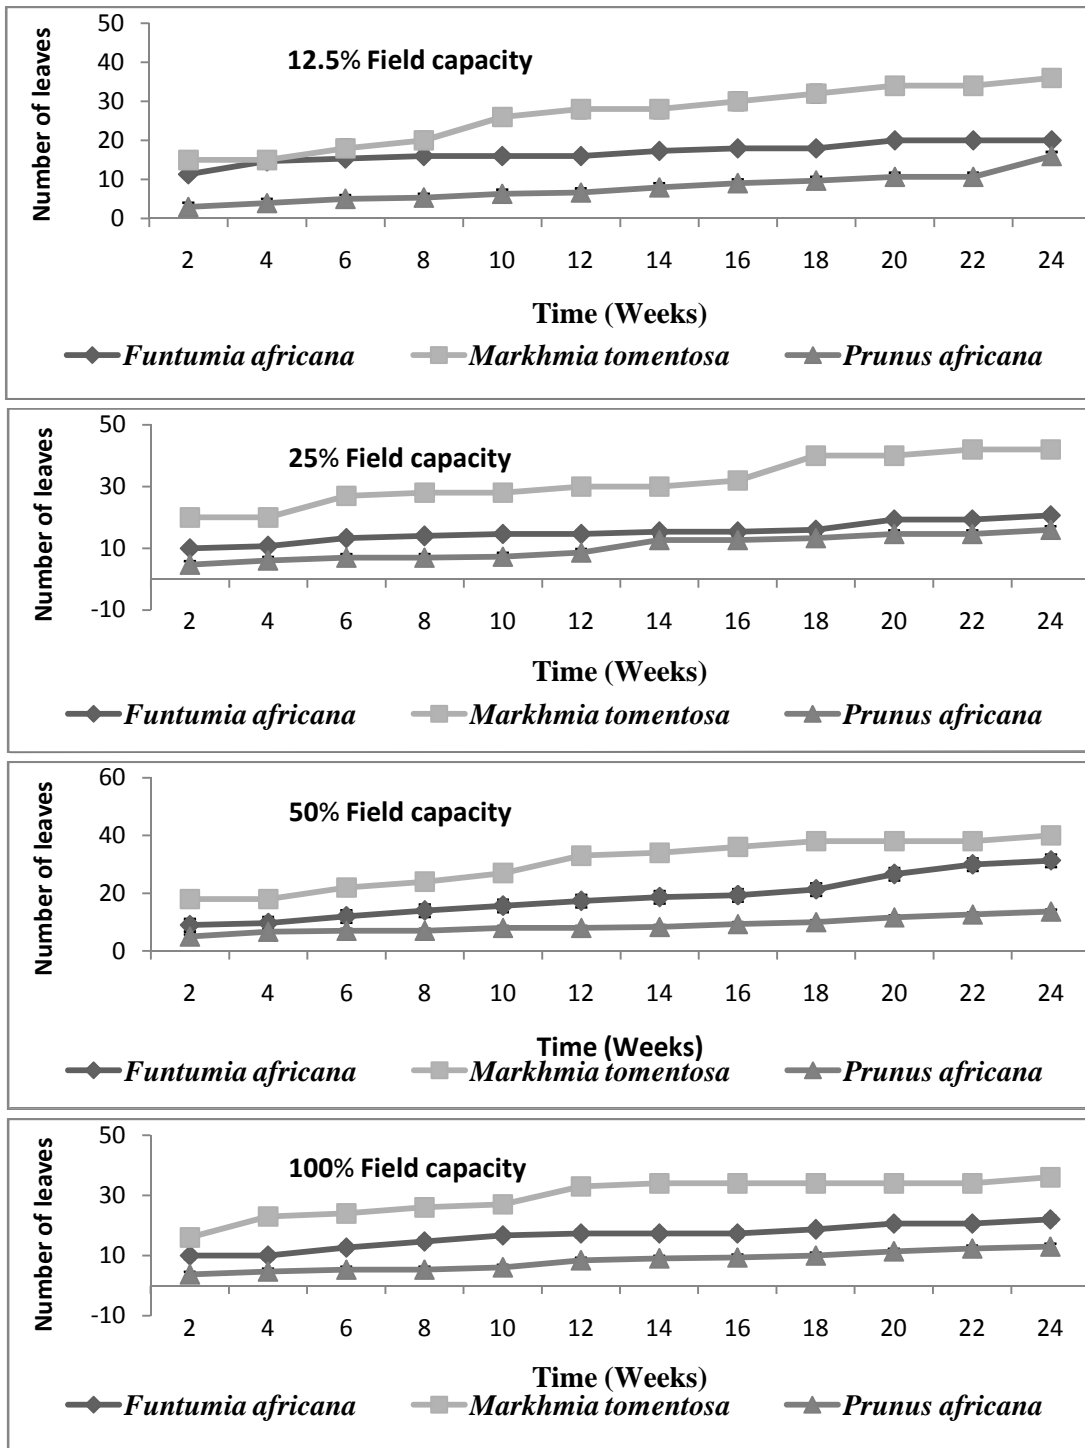 50
12.5% Field capacity
40
30
20
10
0
Number of leaves
2 4 6 8 10 12 14 16 18 20 22 24
Time (Weeks)
Funtumia africana Markhmia tomentosa Prunus africana
50
25% Field capacity
30
10
-10
Number of leaves
2 4 6 8 10 12 14 16 18 20 22 24
Time (Weeks)
Funtumia africana Markhmia tomentosa Prunus africana
60
50% Field capacity
40
20
0
Number of leaves
2 4 6 8 10 12 14 16 18 20 22 24
Time (Weeks)
Funtumia africana Markhmia tomentosa Prunus africana
50
100% Field capacity
30
10
-10
Number of leaves
2 4 6 8 10 12 14 16 18 20 22 24
Time (Weeks)
Funtumia africana Markhmia tomentosa Prunus africana